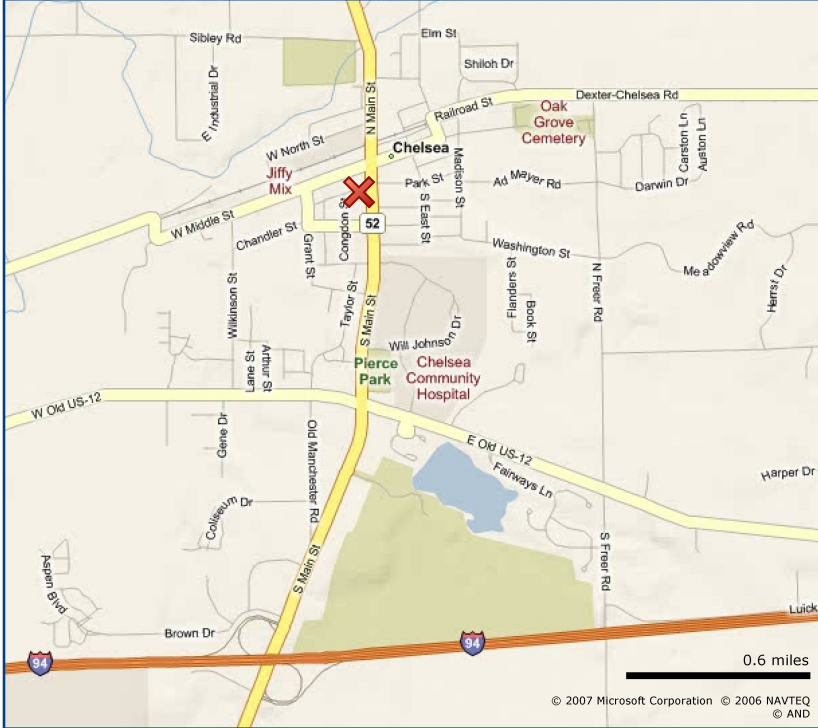 Sibley Rd
Elm St
Shiloh Dr
E Industrial Dr
N Main St
Dexter-Chelsea Rd
Railroad St
Oak
Grove
Cemetery
W North St
Chelsea
Carston Ln
Auston Ln
Jiffy
Mix
Madison St
Park St
Ad Mayer Rd
Darwin Dr
W Middle St
Congdon St
S East St
52
Chandler St
Grant St
Washington St
Meadowview Rd
Herrst Dr
Wilkinson St
Taylor St
S Main St
Flanders St
Book St
N Freer Rd
Will Johnson Dr
Lane St
Arthur St
Pierce
Park
Chelsea
Community
Hospital
W Old US-12
Gene Dr
Old Manchester Rd
E Old US-12
Fairways Ln
Harper Dr
Coliseum Dr
S Main St
S Freer Rd
Aspen Blvd
Brown Dr
Luick
94
94
0.6 miles
© 2007 Microsoft Corporation © 2006 NAVTEQ
© AND